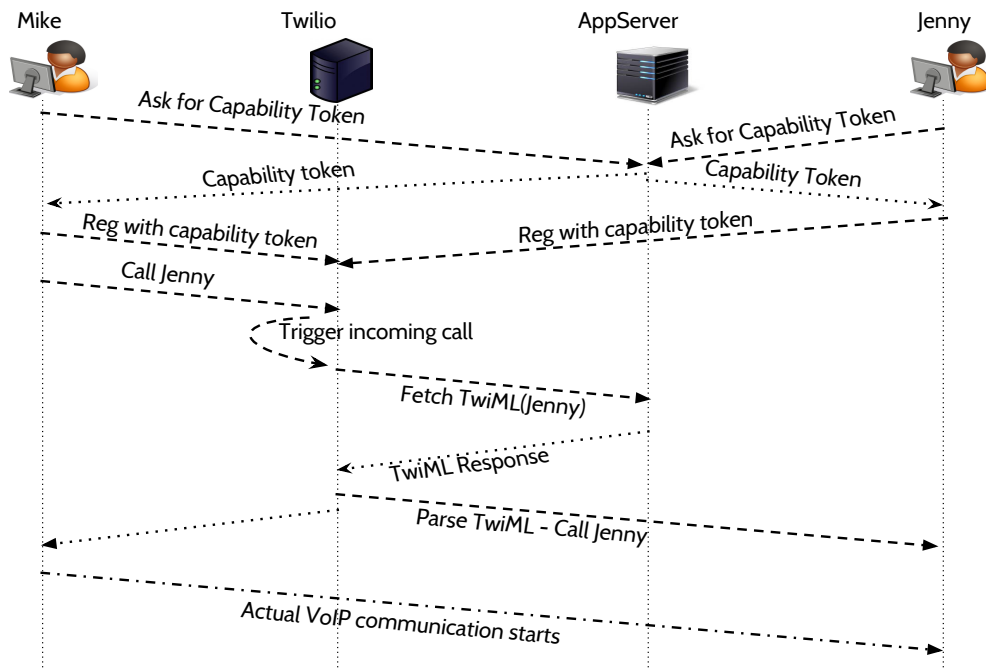 Mike
Twilio
AppServer
Jenny
Ask for Capability Token
Ask for Capability Token
Capability token
Capability Token
Reg with capability token
Reg with capability token
Call Jenny
Trigger incoming call
Fetch TwiML(Jenny)
TwiML Response
Parse TwiML - Call Jenny
Actual VoIP communication starts